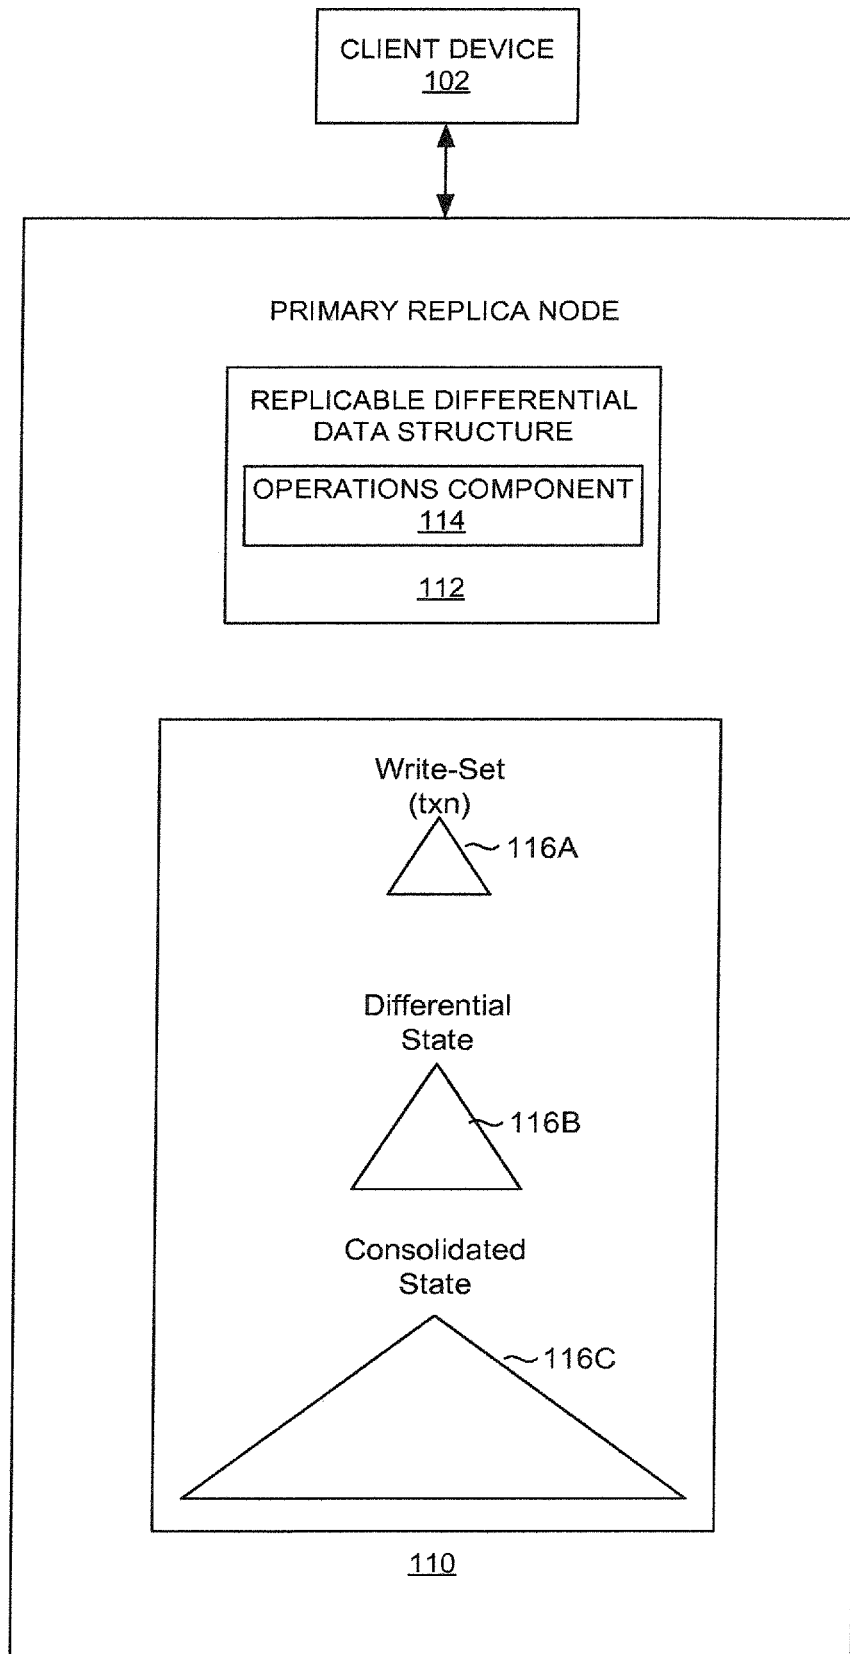 CLIENT DEVICE
102
PRIMARY REPLICA NODE
REPLICABLE DIFFERENTIAL
DATA STRUCTURE
OPERATIONS COMPONENT
114
112
Write-Set
(txn)
116A
Differential
State
116B
Consolidated
State
116C
110